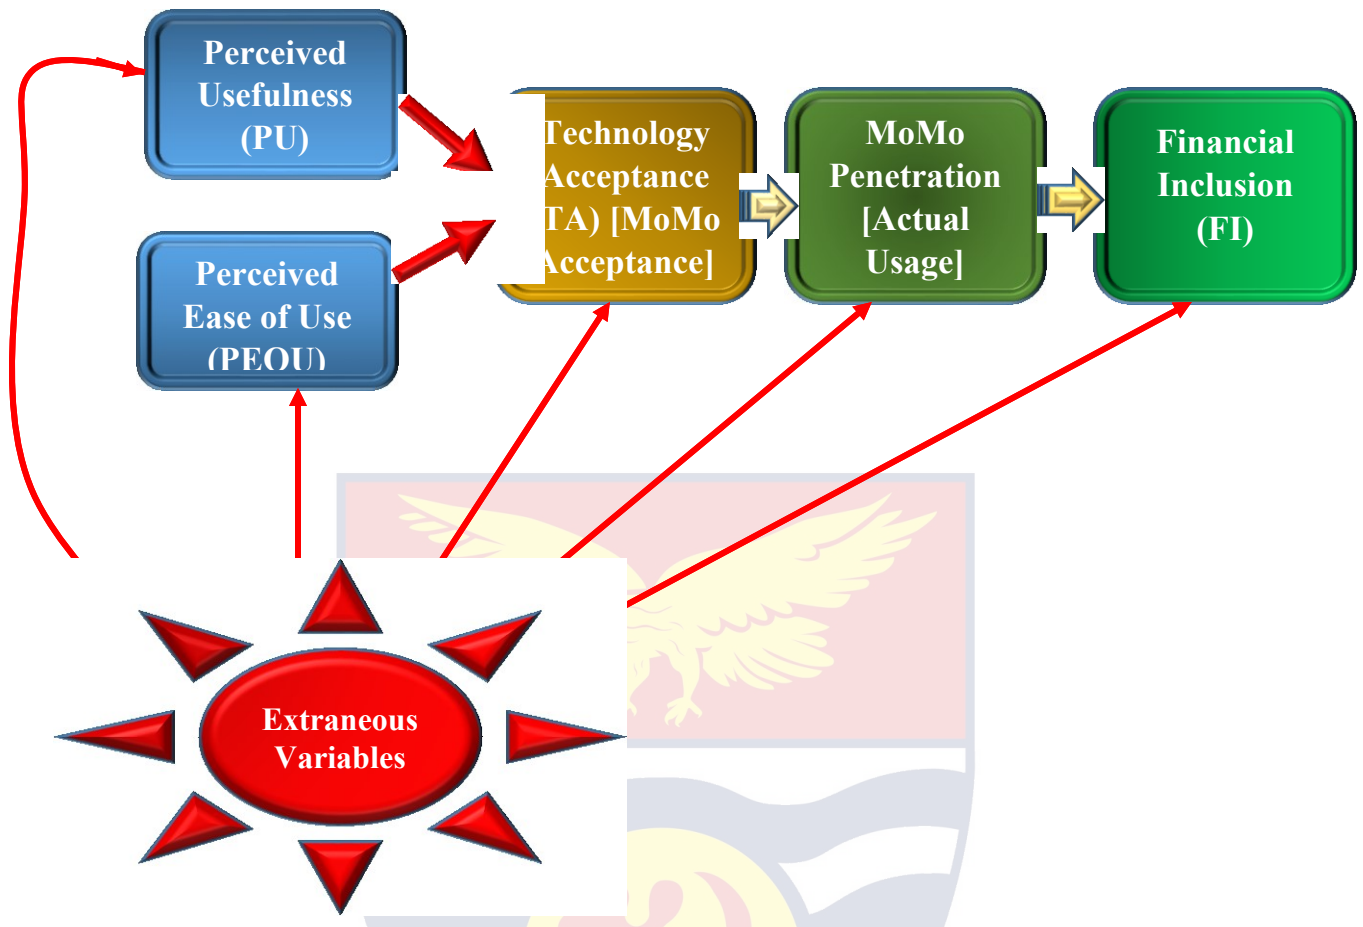 Perceived
Usefulness
(PU)
Perceived
Ease of Use
(PEOU)
Technology
Acceptance
TA) [MoMo
Acceptance]
MoMo
Penetration
[Actual
Usage]
Financial
Inclusion
(FI)
Extraneous
Variables